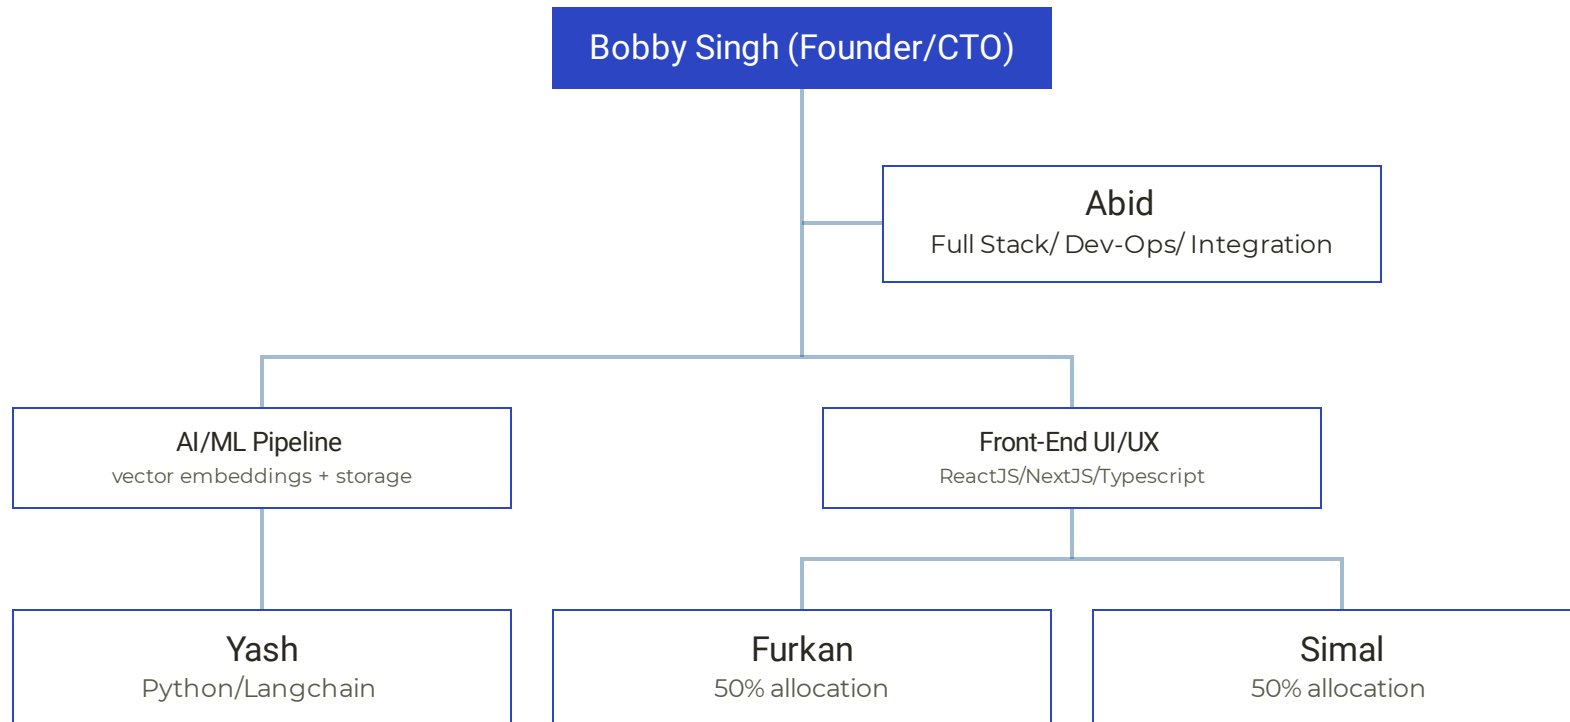 Bobby Singh (Founder/CTO)
Abid
Full Stack/ Dev-Ops/ Integration
AI/ML Pipeline
vector embeddings + storage
Front-End UI/UX
ReactJS/NextJS/Typescript
Yash
Python/Langchain
Furkan
50% allocation
Simal
50% allocation